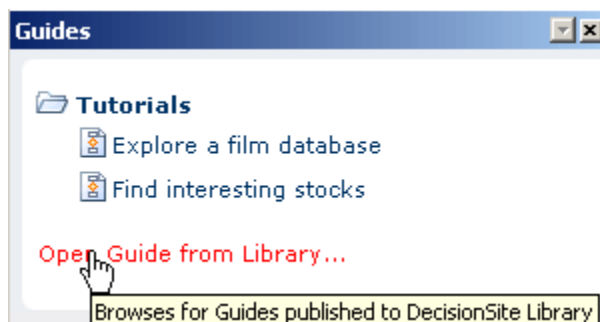 Guides
Tutorials
Explore a film database
Find interesting stocks
Open Guide from Library...
Browses for Guides published to DecisionSite Library